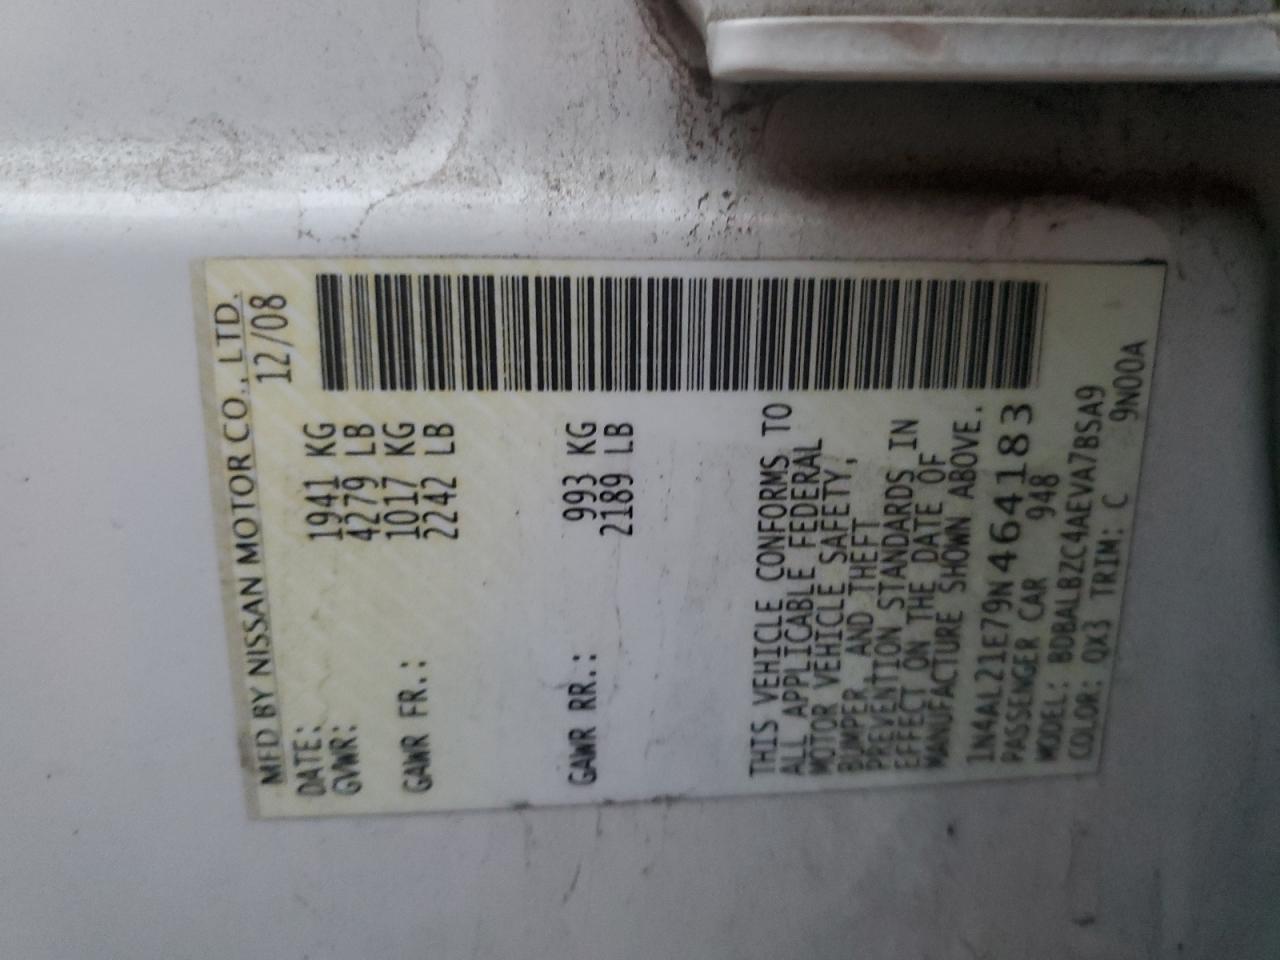 MFD BY NISSAN MOTOR CO., LTD.
DATE: 12/08
GVWR: 1941 KG
4279 LB
GAWR FR.: 1017 KG
2242 LB
GAWR RR.: 993 KG
2189 LB
THIS VEHICLE CONFORMS TO
ALL APPLICABLE FEDERAL
MOTOR VEHICLE SAFETY,
BUMPER, AND THEFT
PREVENTION STANDARDS IN
EFFECT ON THE DATE OF
MANUFACTURE SHOWN ABOVE.
1N4AL21E79N464183
PASSENGER CAR 948
MODEL: BDBALBZC4AEVA7BSA9
COLOR: QX3 TRIM: C 9N00A